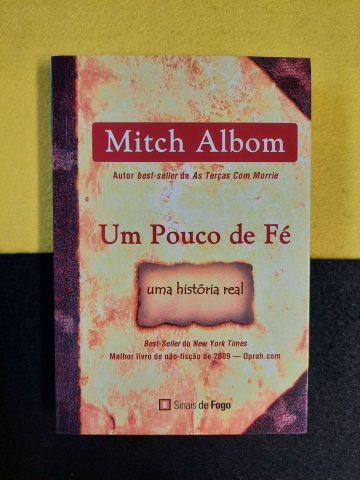 Mitch Albom
Autor best-seller de As Terças Com Morrie
Um Pouco de Fé
uma história real
Best-Seller do New York Times
Melhor livro de não-ficção de 2009 — Oprah.com
Sinais de Fogo